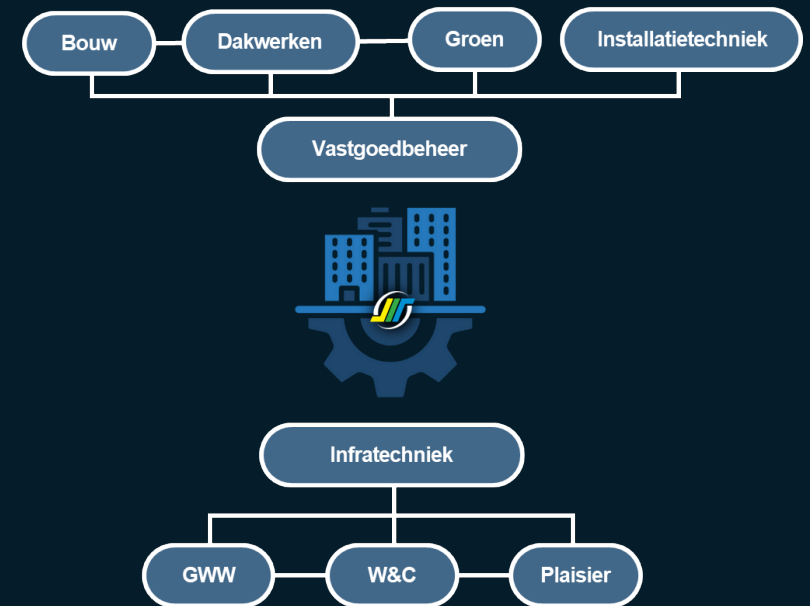 Bouw
Dakwerken
Groen
Installatietechniek
Vastgoedbeheer
Infratechniek
GWW
W&C
Plaisier